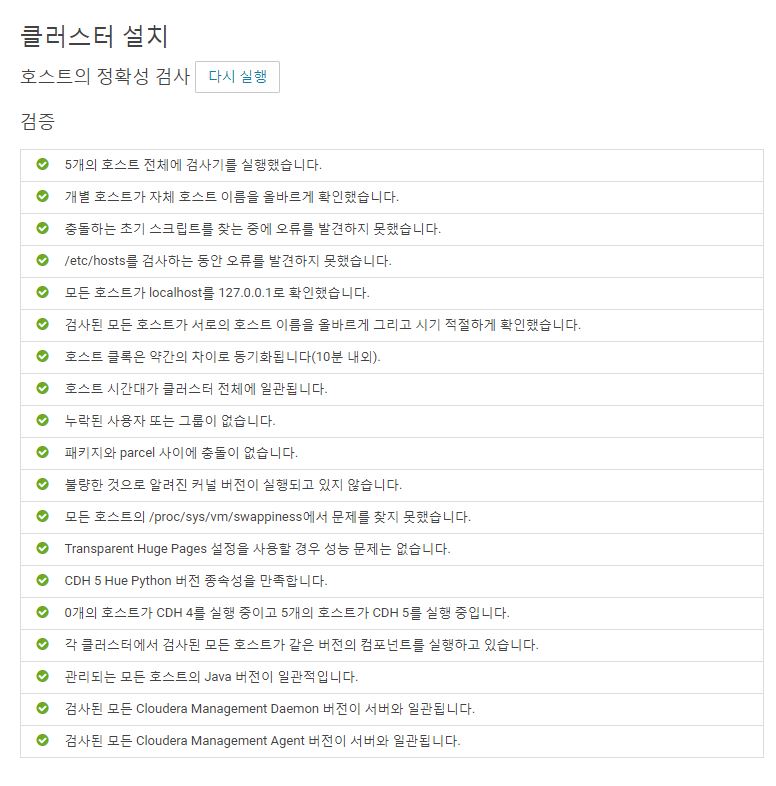 클러스터 설치
호스트의 정확성 검사 다시 실행
검증
5개의 호스트 전체에 검사기를 실행했습니다.
개별 호스트가 자체 호스트 이름을 올바르게 확인했습니다.
충돌하는 초기 스크립트를 찾는 중에 오류를 발견하지 못했습니다.
/etc/hosts를 검사하는 동안 오류를 발견하지 못했습니다.
모든 호스트가 localhost를 127.0.0.1로 확인했습니다.
검사된 모든 호스트가 서로의 호스트 이름을 올바르게 그리고 시기 적절하게 확인했습니다.
호스트 클록은 약간의 차이로 동기화됩니다(10분 내외).
호스트 시간대가 클러스터 전체에 일관됩니다.
누락된 사용자 또는 그룹이 없습니다.
패키지와 parcel 사이에 충돌이 없습니다.
불량한 것으로 알려진 커널 버전이 실행되고 있지 않습니다.
모든 호스트의 /proc/sys/vm/swappiness에서 문제를 찾지 못했습니다.
Transparent Huge Pages 설정을 사용할 경우 성능 문제는 없습니다.
CDH 5 Hue Python 버전 종속성을 만족합니다.
0개의 호스트가 CDH 4를 실행 중이고 5개의 호스트가 CDH 5를 실행 중입니다.
각 클러스터에서 검사된 모든 호스트가 같은 버전의 컴포넌트를 실행하고 있습니다.
관리되는 모든 호스트의 Java 버전이 일관적입니다.
검사된 모든 Cloudera Management Daemon 버전이 서버와 일관됩니다.
검사된 모든 Cloudera Management Agent 버전이 서버와 일관됩니다.